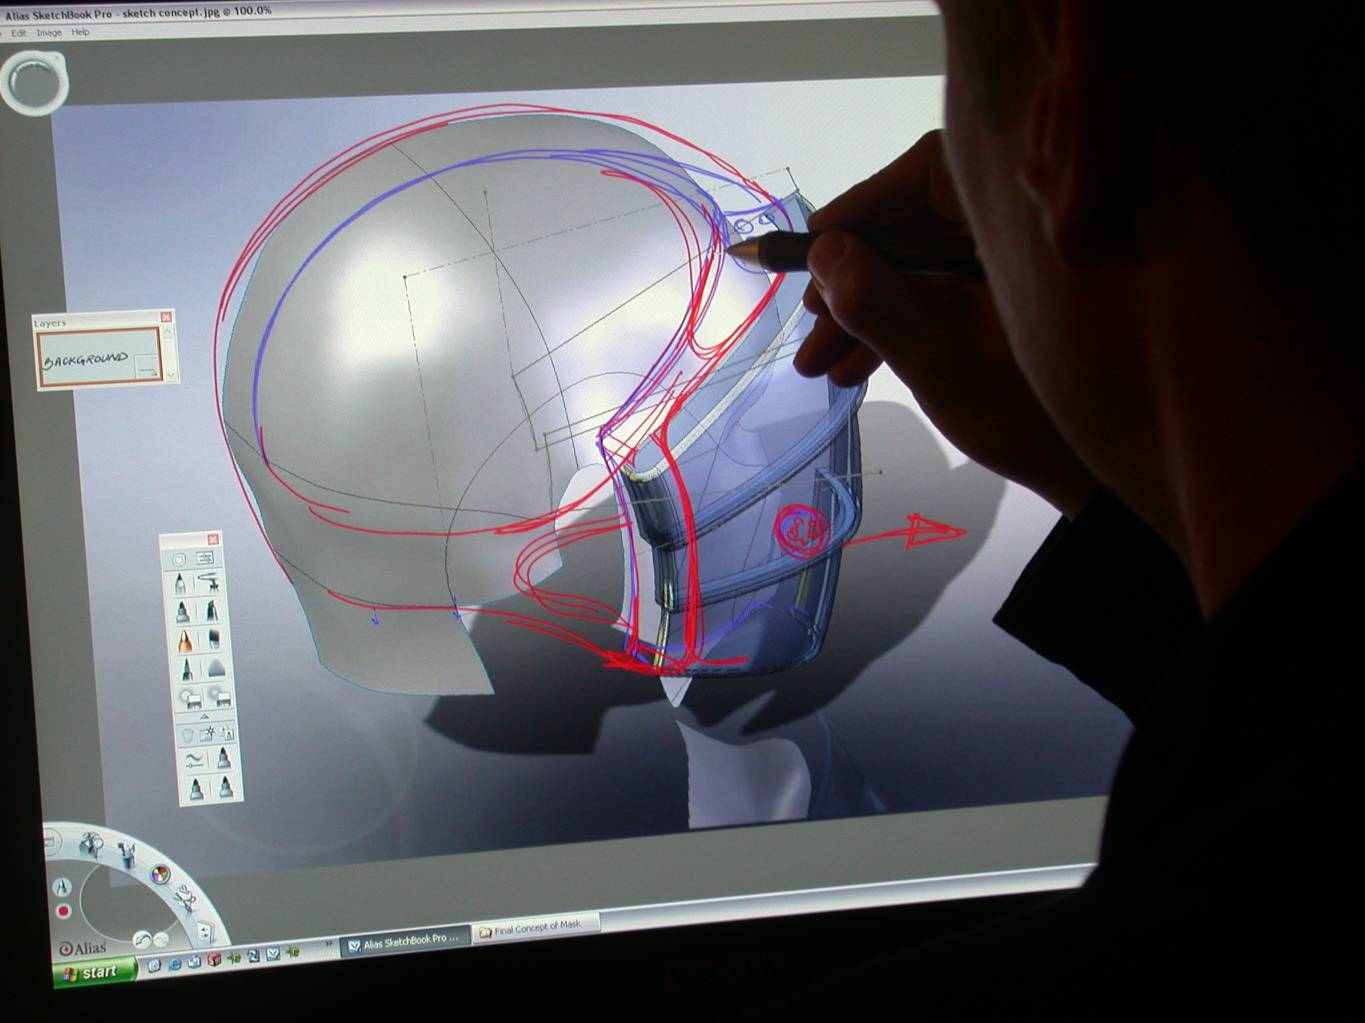 Alias SketchBook Pro - sketch concept.jpg @ 100.0%
Edit Image Help
Layers
BACKGROUND
Alias
start
Alias SketchBook Pro ...
Final Concept of Mask